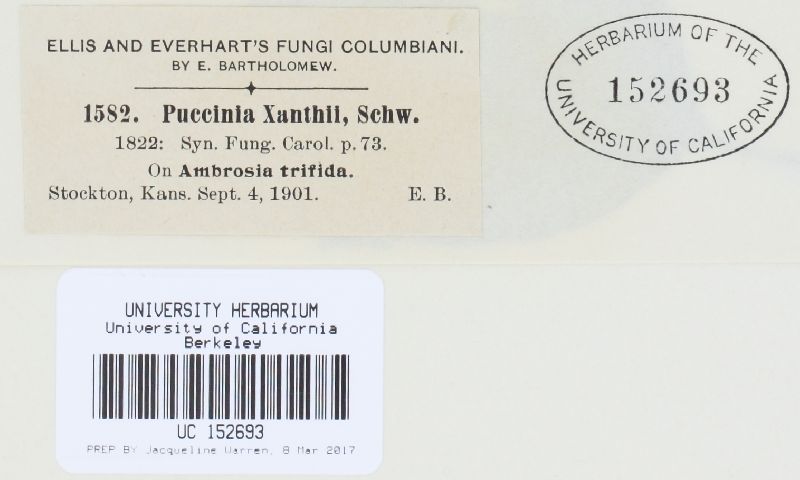 ELLIS AND EVERHART'S FUNGI COLUMBIANI.
BY E. BARTHOLOMEW.
1582. Puccinia Xanthii, Schw.
1822: Syn. Fung. Carol. p. 73.
On Ambrosia trifida.
Stockton, Kans. Sept. 4, 1901. E. B.
HERBARIUM OF THE
152693
UNIVERSITY OF CALIFORNIA
UNIVERSITY HERBARIUM
University of California
Berkeley
UC 152693
PREP BY Jacqueline Warren, 8 Mar 2017